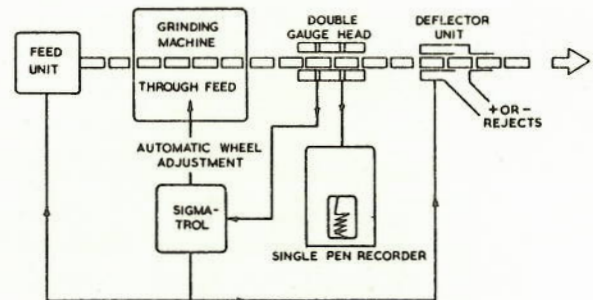 FEED
UNIT
GRINDING
MACHINE
THROUGH FEED
DOUBLE
GAUGE HEAD
DEFLECTOR
UNIT
+OR-
REJECTS
AUTOMATIC WHEEL
ADJUSTMENT
SIGMA-
TROL
SINGLE PEN RECORDER